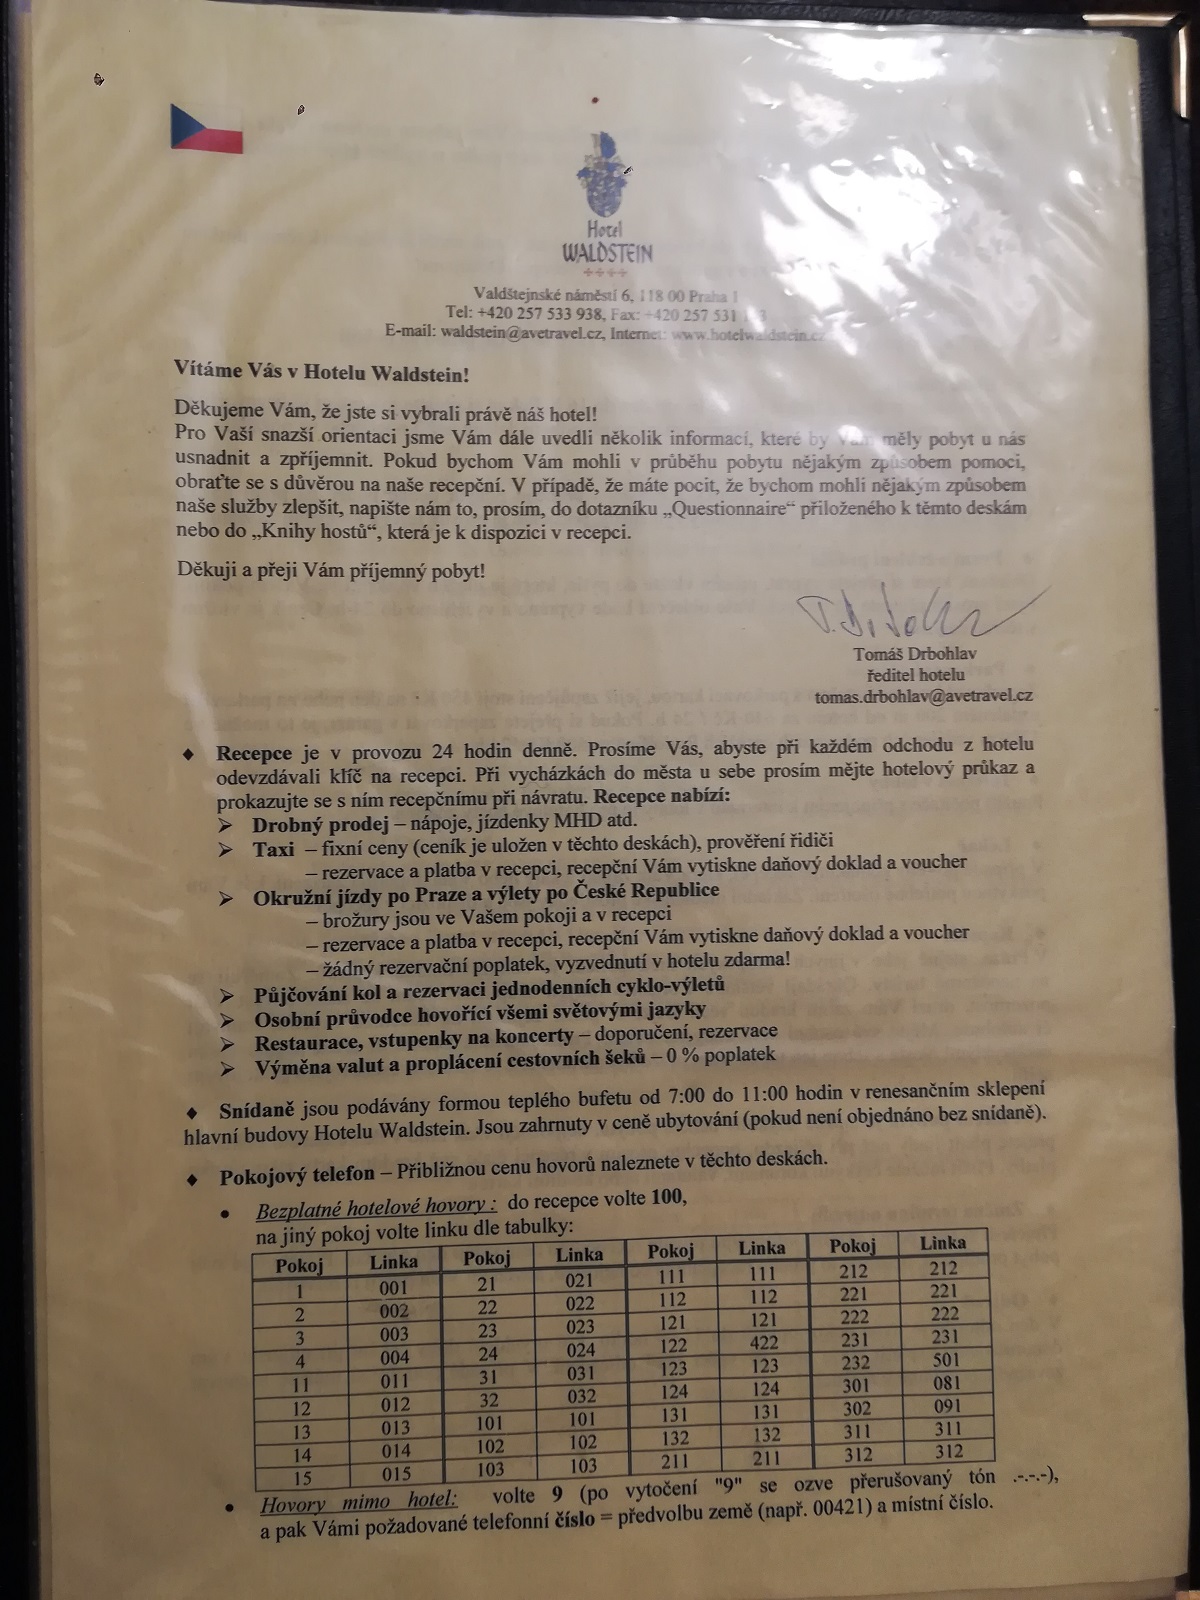 Hotel
WALDSTEIN
Valdštejnské náměstí 6, 118 00 Praha 1
Tel: +420 257 533 938, Fax: +420 257 531
E-mail: waldstein@avetravel.cz, Internet: www.hotelwaldstein.cz
Vítáme Vás v Hotelu Waldstein!
Děkujeme Vám, že jste si vybrali právě náš hotel!
Pro Vaší snazší orientaci jsme Vám dále uvedli několik informací, které by Vám měly pobyt u nás
usnadnit a zpříjemnit. Pokud bychom Vám mohli v průběhu pobytu nějakým způsobem pomoci,
obraťte se s důvěrou na naše recepční. V případě, že máte pocit, že bychom mohli nějakým způsobem
naše služby zlepšit, napište nám to, prosím, do dotazníku „Questionnaire“ přiloženého k těmto deskám
nebo do „Knihy hostů“, která je k dispozici v recepci.
Děkuji a přeji Vám příjemný pobyt!
Tomáš Drbohlav
ředitel hotelu
tomas.drbohlav@avetravel.cz
♦ Recepce je v provozu 24 hodin denně. Prosíme Vás, abyste při každém odchodu z hotelu
odevzdávali klíč na recepci. Při vycházkách do města u sebe prosím mějte hotelový průkaz a
prokazujte se s ním recepčnímu při návratu. Recepce nabízí:
➢ Drobný prodej – nápoje, jízdenky MHD atd.
➢ Taxi – fixní ceny (ceník je uložen v těchto deskách), prověření řidiči
– rezervace a platba v recepci, recepční Vám vytiskne daňový doklad a voucher
➢ Okružní jízdy po Praze a výlety po České Republice
– brožury jsou ve Vašem pokoji a v recepci
– rezervace a platba v recepci, recepční Vám vytiskne daňový doklad a voucher
– žádný rezervační poplatek, vyzvednutí v hotelu zdarma!
➢ Půjčování kol a rezervaci jednodenních cyklo-výletů
➢ Osobní průvodce hovořící všemi světovými jazyky
➢ Restaurace, vstupenky na koncerty – doporučení, rezervace
➢ Výměna valut a proplácení cestovních šeků – 0 % poplatek
♦ Snídaně jsou podávány formou teplého bufetu od 7:00 do 11:00 hodin v renesančním sklepení
hlavní budovy Hotelu Waldstein. Jsou zahrnuty v ceně ubytování (pokud není objednáno bez snídaně).
♦ Pokojový telefon – Přibližnou cenu hovorů naleznete v těchto deskách.
• Bezplatné hotelové hovory : do recepce volte 100,
na jiný pokoj volte linku dle tabulky:
Pokoj Linka Pokoj Linka Pokoj Linka Pokoj Linka
1 001 21 021 111 111 212 212
2 002 22 022 112 112 221 221
3 003 23 023 121 121 222 222
4 004 24 024 122 422 231 231
11 011 31 031 123 123 232 501
12 012 32 032 124 124 301 081
13 013 101 101 131 131 302 091
14 014 102 102 132 132 311 311
15 015 103 103 211 211 312 312
• Hovory mimo hotel: volte 9 (po vytočení "9" se ozve přerušovaný tón .-.-.-),
a pak Vámi požadované telefonní číslo = předvolbu země (např. 00421) a místní číslo.